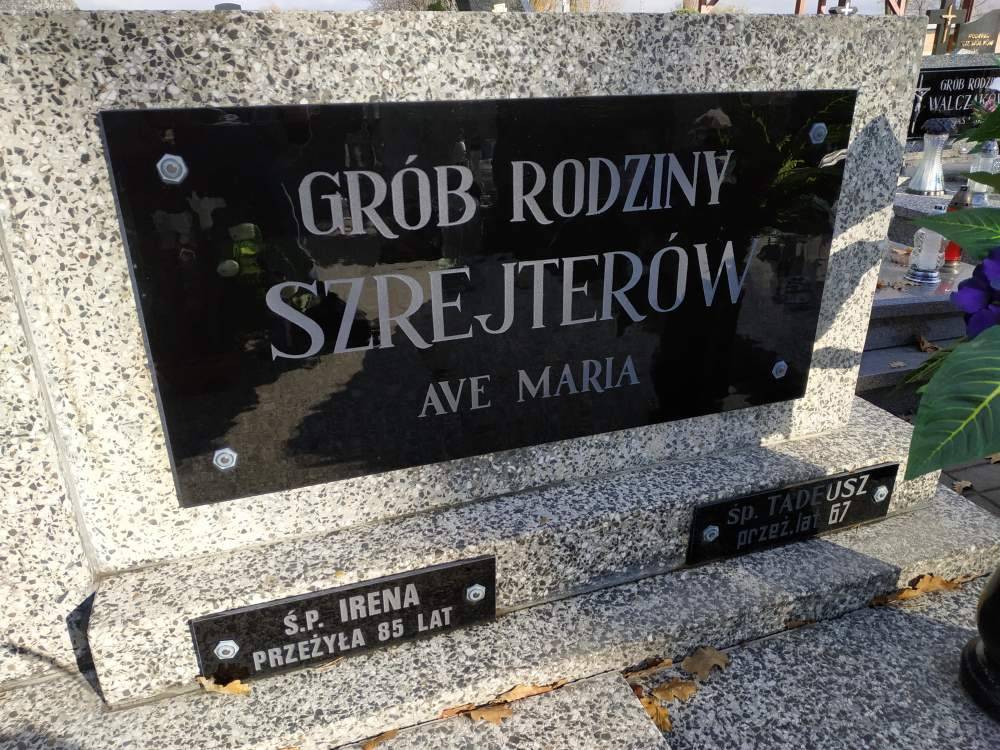 GRÓB RODZINY
SZREJTERÓW
AVE MARIA
Ś.P. IRENA
PRZEŻYŁA 85 LAT
śp. TADEUSZ
przeż. lat 67
GRÓB RODZ